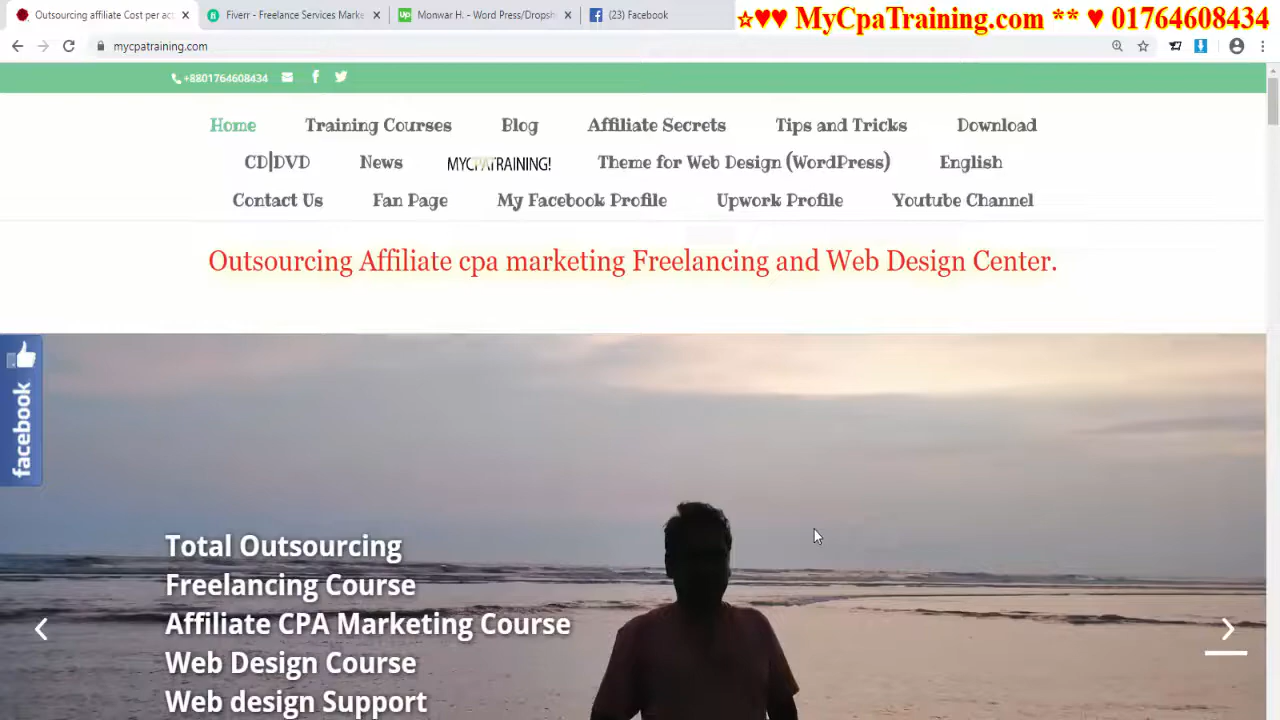 Outsourcing affiliate Cost per ac
Fiverr - Freelance Services Marke
Monwar H. - Word Press/Dropsh
(23) Facebook
☆♥♥ MyCpaTraining.com ** ♥ 01764608434
mycpatraining.com
+8801764608434
Home Training Courses Blog Affiliate Secrets Tips and Tricks Download
CD|DVD News MYCPATRAINING! Theme for Web Design (WordPress) English
Contact Us Fan Page My Facebook Profile Upwork Profile Youtube Channel
Outsourcing Affiliate cpa marketing Freelancing and Web Design Center.
facebook
Total Outsourcing
Freelancing Course
Affiliate CPA Marketing Course
Web Design Course
Web design Support